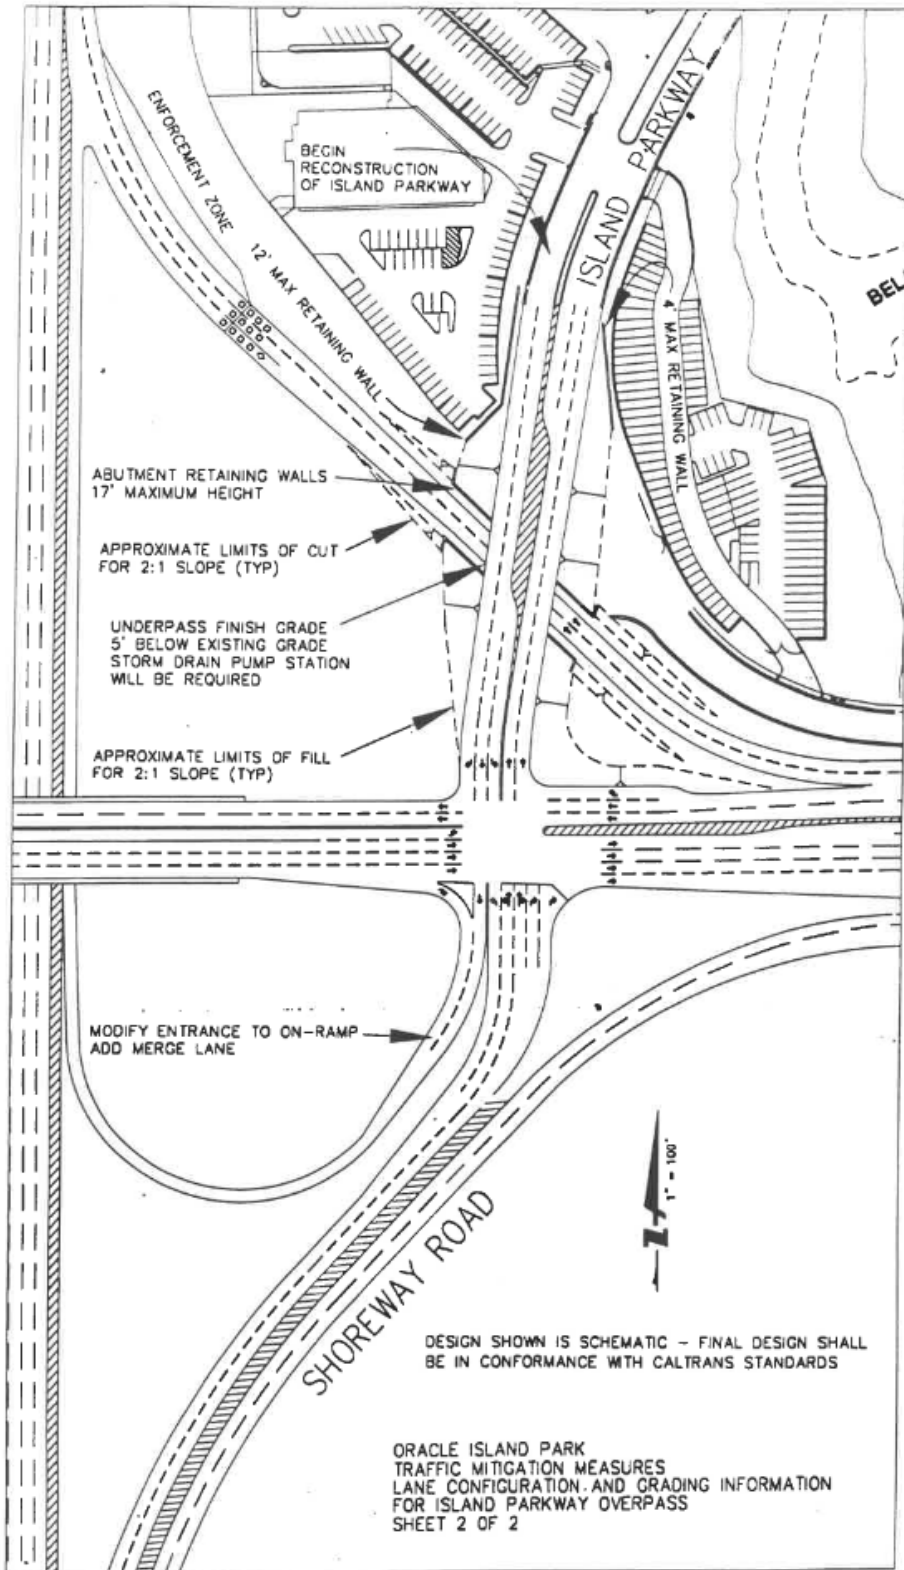 ISLAND PARKWAY
ENFORCEMENT ZONE
BEGIN
RECONSTRUCTION
OF ISLAND PARKWAY
12' MAX RETAINING WALL
ISLAND
BEL
4' MAX RETAINING WALL
ABUTMENT RETAINING WALLS
17' MAXIMUM HEIGHT
APPROXIMATE LIMITS OF CUT
FOR 2:1 SLOPE (TYP)
UNDERPASS FINISH GRADE
5' BELOW EXISTING GRADE
STORM DRAIN PUMP STATION
WILL BE REQUIRED
APPROXIMATE LIMITS OF FILL
FOR 2:1 SLOPE (TYP)
MODIFY ENTRANCE TO ON-RAMP
ADD MERGE LANE
Z
1" = 100'
SHOREWAY ROAD
DESIGN SHOWN IS SCHEMATIC - FINAL DESIGN SHALL
BE IN CONFORMANCE WITH CALTRANS STANDARDS
ORACLE ISLAND PARK
TRAFFIC MITIGATION MEASURES
LANE CONFIGURATION AND GRADING INFORMATION
FOR ISLAND PARKWAY OVERPASS
SHEET 2 OF 2